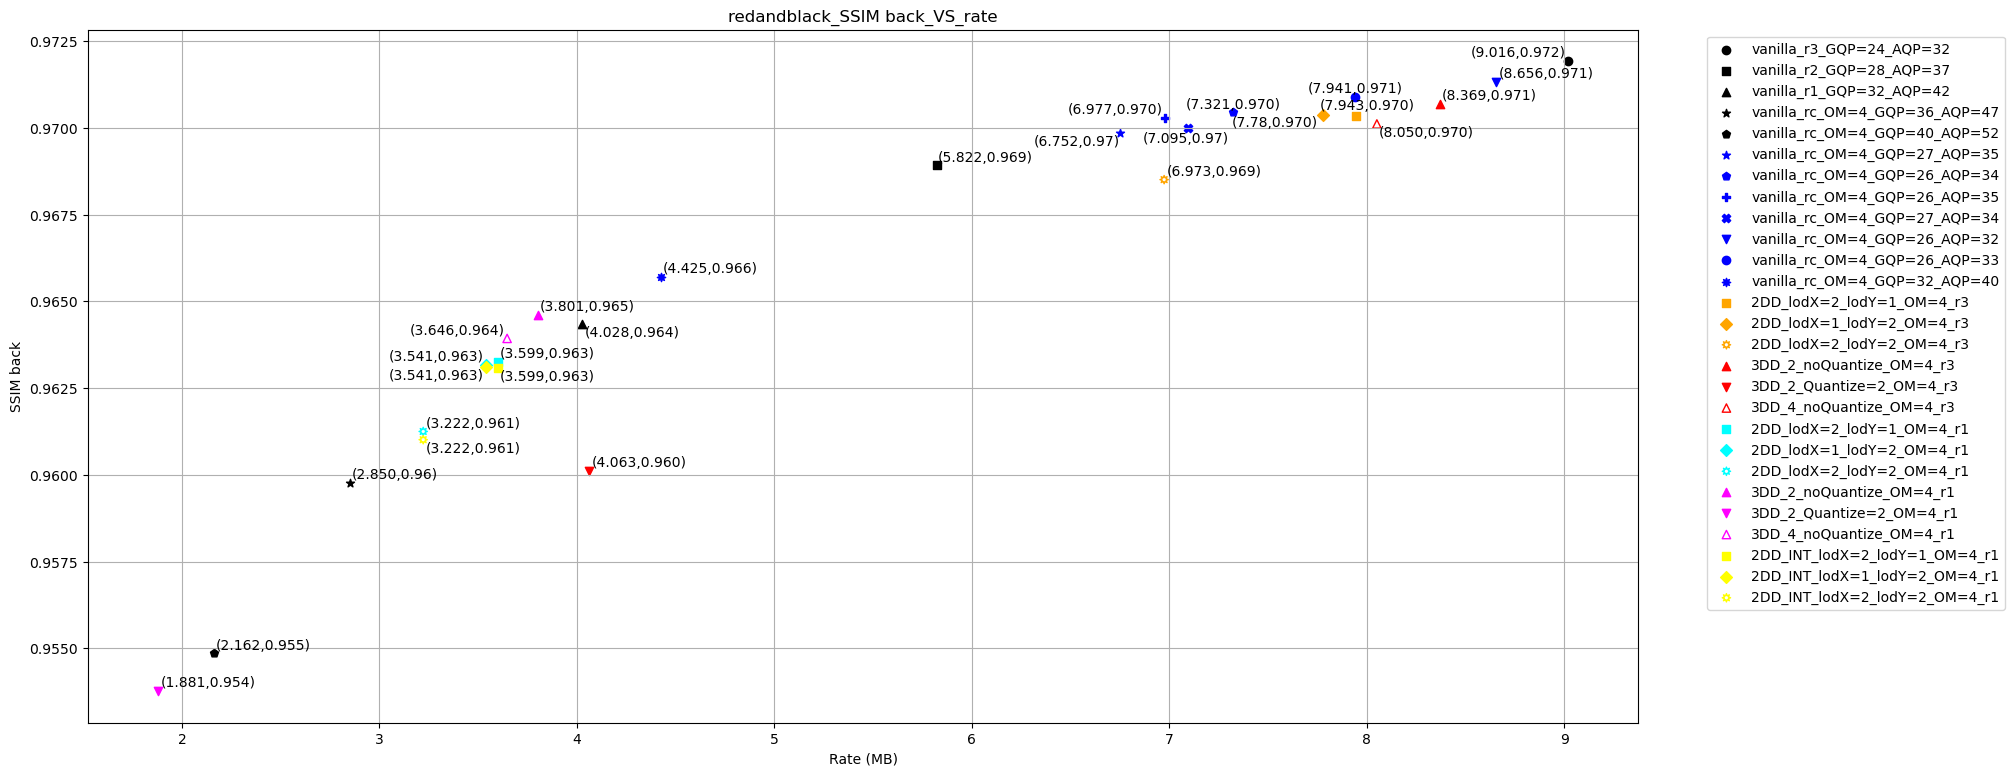 redandblack_SSIM back_VS_rate
0.9725
0.9700
0.9675
0.9650
0.9625
0.9600
0.9575
0.9550
SSIM back
(9.016,0.972)
(8.656,0.971)
(7.941,0.971)
(8.369,0.971)
(6.977,0.970)
(7.321,0.970)
(7.943,0.970)
(7.78,0.970)
(8.050,0.970)
(6.752,0.97)
(7.095,0.97)
(5.822,0.969)
(6.973,0.969)
(4.425,0.966)
(3.801,0.965)
(3.646,0.964)
(4.028,0.964)
(3.541,0.963)
(3.599,0.963)
(3.541,0.963)
(3.599,0.963)
(3.222,0.961)
(3.222,0.961)
(4.063,0.960)
(2.850,0.96)
(2.162,0.955)
(1.881,0.954)
2
3
4
5
6
7
8
9
Rate (MB)
vanilla_r3_GQP=24_AQP=32
vanilla_r2_GQP=28_AQP=37
vanilla_r1_GQP=32_AQP=42
vanilla_rc_OM=4_GQP=36_AQP=47
vanilla_rc_OM=4_GQP=40_AQP=52
vanilla_rc_OM=4_GQP=27_AQP=35
vanilla_rc_OM=4_GQP=26_AQP=34
vanilla_rc_OM=4_GQP=26_AQP=35
vanilla_rc_OM=4_GQP=27_AQP=34
vanilla_rc_OM=4_GQP=26_AQP=32
vanilla_rc_OM=4_GQP=26_AQP=33
vanilla_rc_OM=4_GQP=32_AQP=40
2DD_lodX=2_lodY=1_OM=4_r3
2DD_lodX=1_lodY=2_OM=4_r3
2DD_lodX=2_lodY=2_OM=4_r3
3DD_2_noQuantize_OM=4_r3
3DD_2_Quantize=2_OM=4_r3
3DD_4_noQuantize_OM=4_r3
2DD_lodX=2_lodY=1_OM=4_r1
2DD_lodX=1_lodY=2_OM=4_r1
2DD_lodX=2_lodY=2_OM=4_r1
3DD_2_noQuantize_OM=4_r1
3DD_2_Quantize=2_OM=4_r1
3DD_4_noQuantize_OM=4_r1
2DD_INT_lodX=2_lodY=1_OM=4_r1
2DD_INT_lodX=1_lodY=2_OM=4_r1
2DD_INT_lodX=2_lodY=2_OM=4_r1